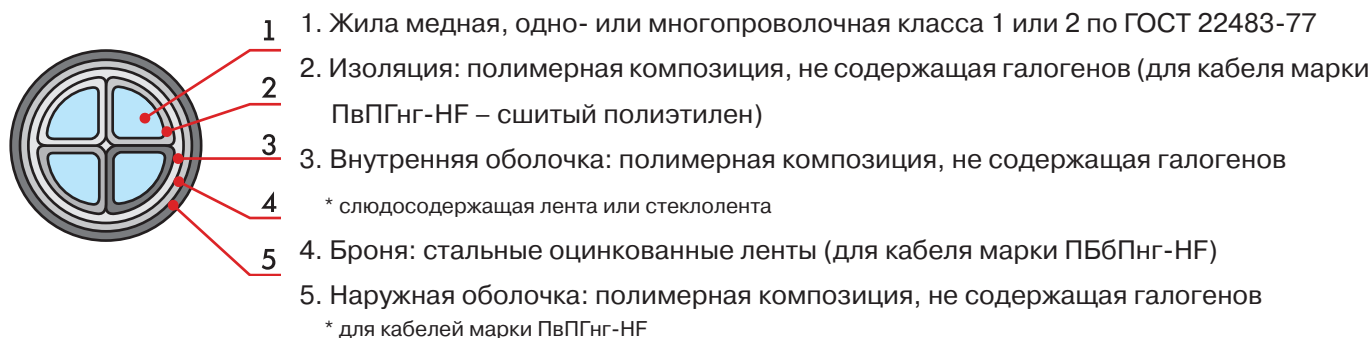 1
2
3
4
5
1. Жила медная, одно- или многопроволочная класса 1 или 2 по ГОСТ 22483-77
2. Изоляция: полимерная композиция, не содержащая галогенов (для кабеля марки
ПвПГнг-HF – сшитый полиэтилен)
3. Внутренняя оболочка: полимерная композиция, не содержащая галогенов
* слюдосодержащая лента или стеклолента
4. Броня: стальные оцинкованные ленты (для кабеля марки ПБбПнг-HF)
5. Наружная оболочка: полимерная композиция, не содержащая галогенов
* для кабелей марки ПвПГнг-HF